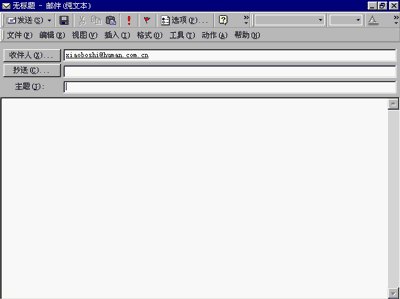 无标题 - 邮件(纯文本)
发送(S) 选项(P)...
文件(F) 编辑(E) 视图(V) 插入(I) 格式(O) 工具(T) 动作(A) 帮助(H)
收件人(O)... xiaoboshi@human.com.cn
抄送(C)...
主题(J):